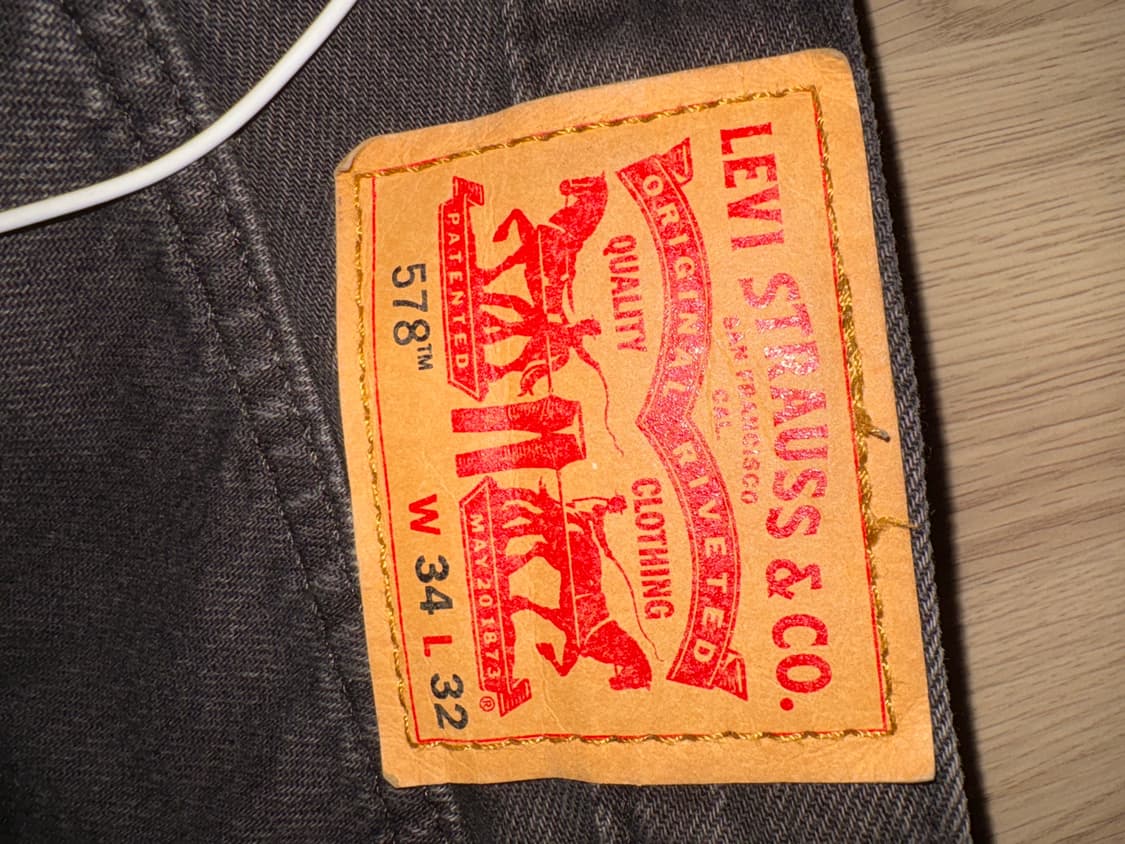 LEVI STRAUSS & CO.
SAN FRANCISCO
CAL.
ORIGINAL RIVETED
QUALITY CLOTHING
PATENTED MAY 20 1873 ®
578™ W 34 L 32